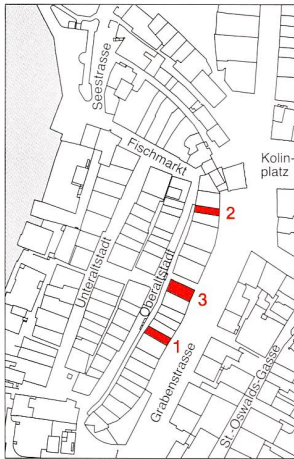 Seestrasse
Fischmarkt
Kolin-
platz
2
Unteraltstadt
Oberaltstadt
3
1
Grabenstrasse
St.-Oswalds-Gasse